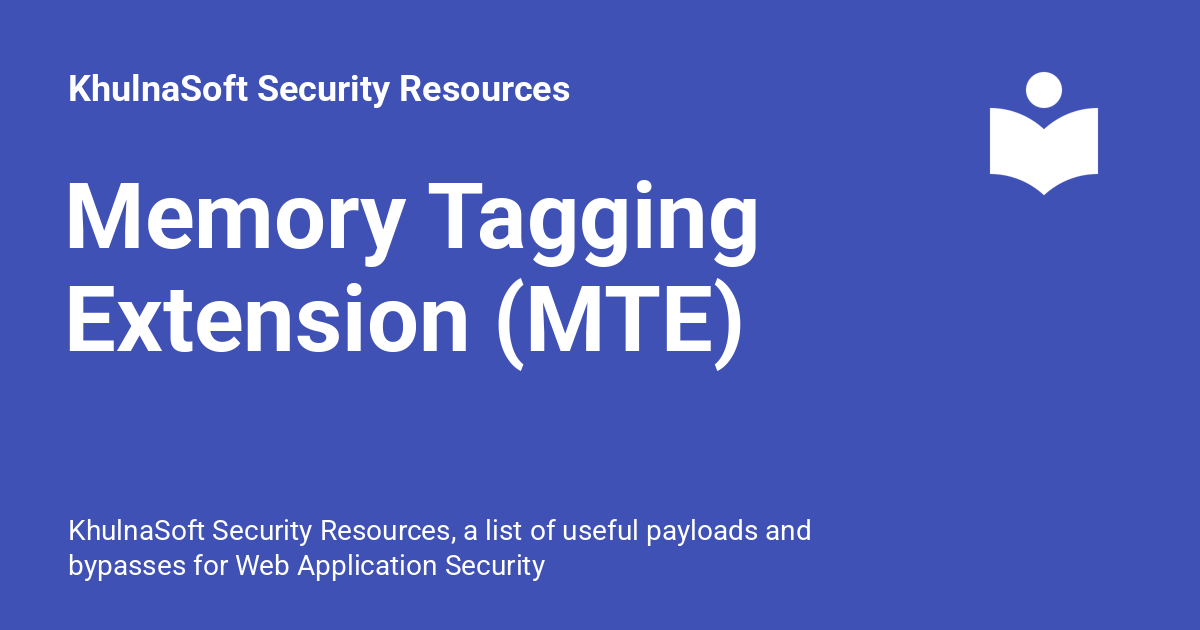 KhulnaSoft Security Resources
Memory Tagging
Extension (MTE)
KhulnaSoft Security Resources, a list of useful payloads and
bypasses for Web Application Security